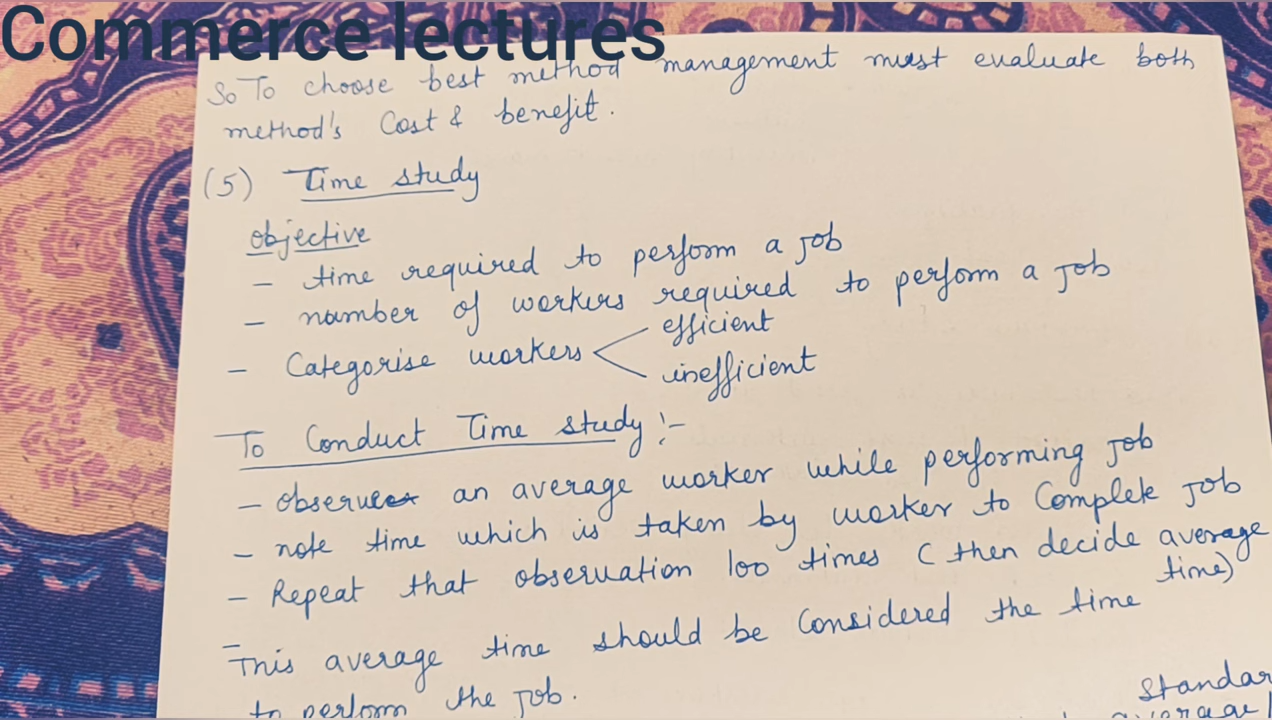 Commerce lectures
So To choose best method management must evaluate both
method's Cost & benefit.
(5) Time study
objective
- time required to perform a job
- number of workers required to perform a job
- Categorise workers < efficient
inefficient
To Conduct Time study :-
- observe an average worker while performing job
- note time which is taken by worker to Complete job
- Repeat that observation 100 times ( then decide average
time)
- This average time should be Considered the time
to perform the job.
Standar
average